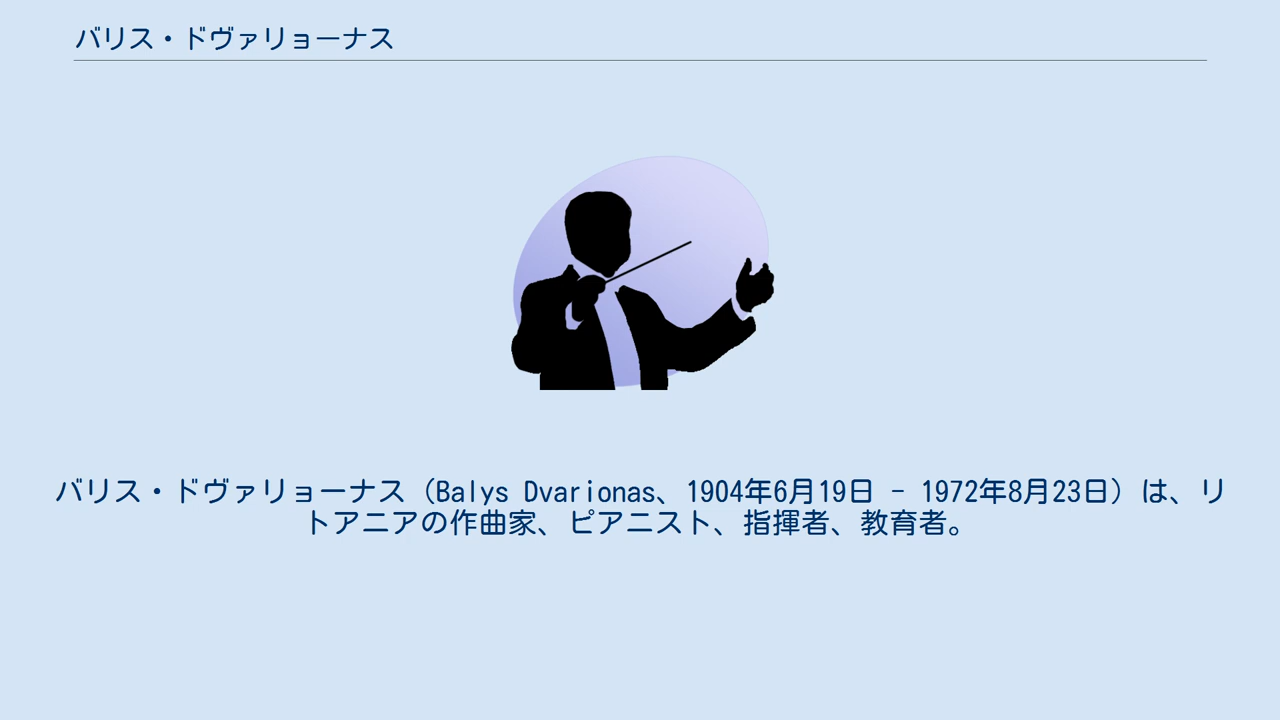 バリス・ドヴァリョーナス
バリス・ドヴァリョーナス（Balys Dvarionas、1904年6月19日 - 1972年8月23日）は、リ
トアニアの作曲家、ピアニスト、指揮者、教育者。